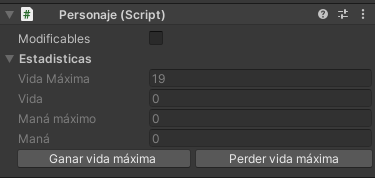 # Personaje (Script)
Modificables
Estadisticas
Vida Máxima 19
Vida 0
Maná máximo 0
Maná 0
Ganar vida máxima Perder vida máxima